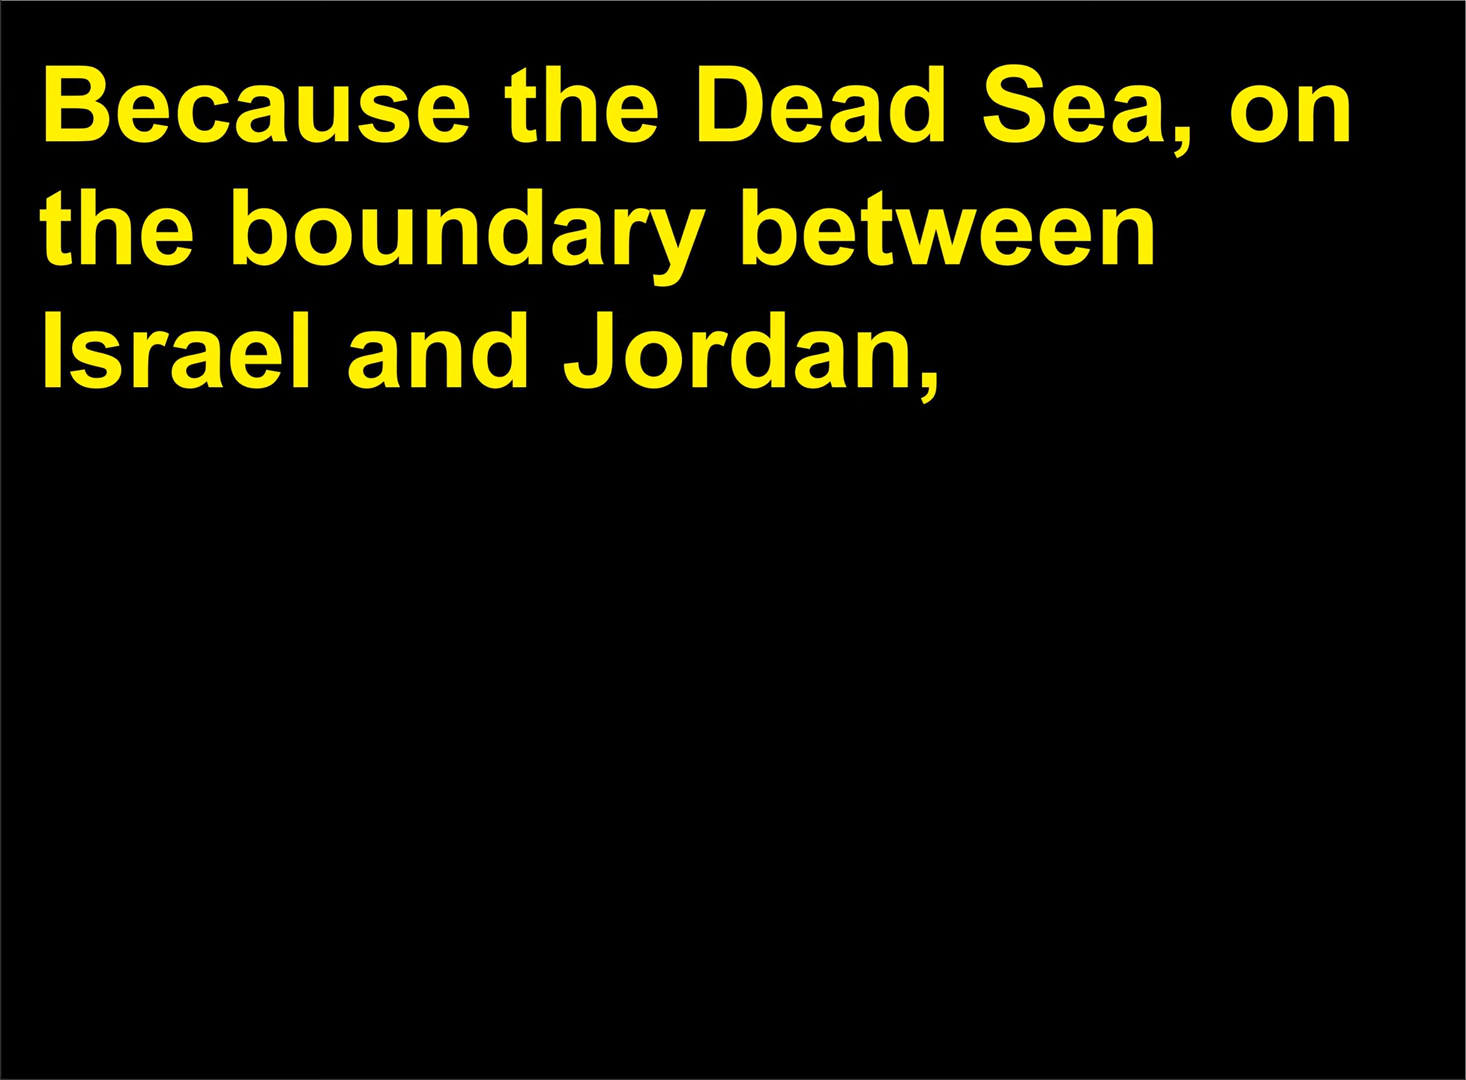 Because the Dead Sea, on
the boundary between
Israel and Jordan,